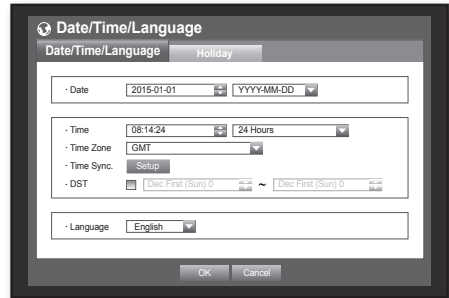 Date/Time/Language
Date/Time/Language Holiday
· Date 2015-01-01 YYYY-MM-DD
· Time 08:14:24 24 Hours
· Time Zone GMT
· Time Sync. Setup
· DST Dec First (Sun) 0 ~ Dec First (Sun) 0
· Language English
OK Cancel